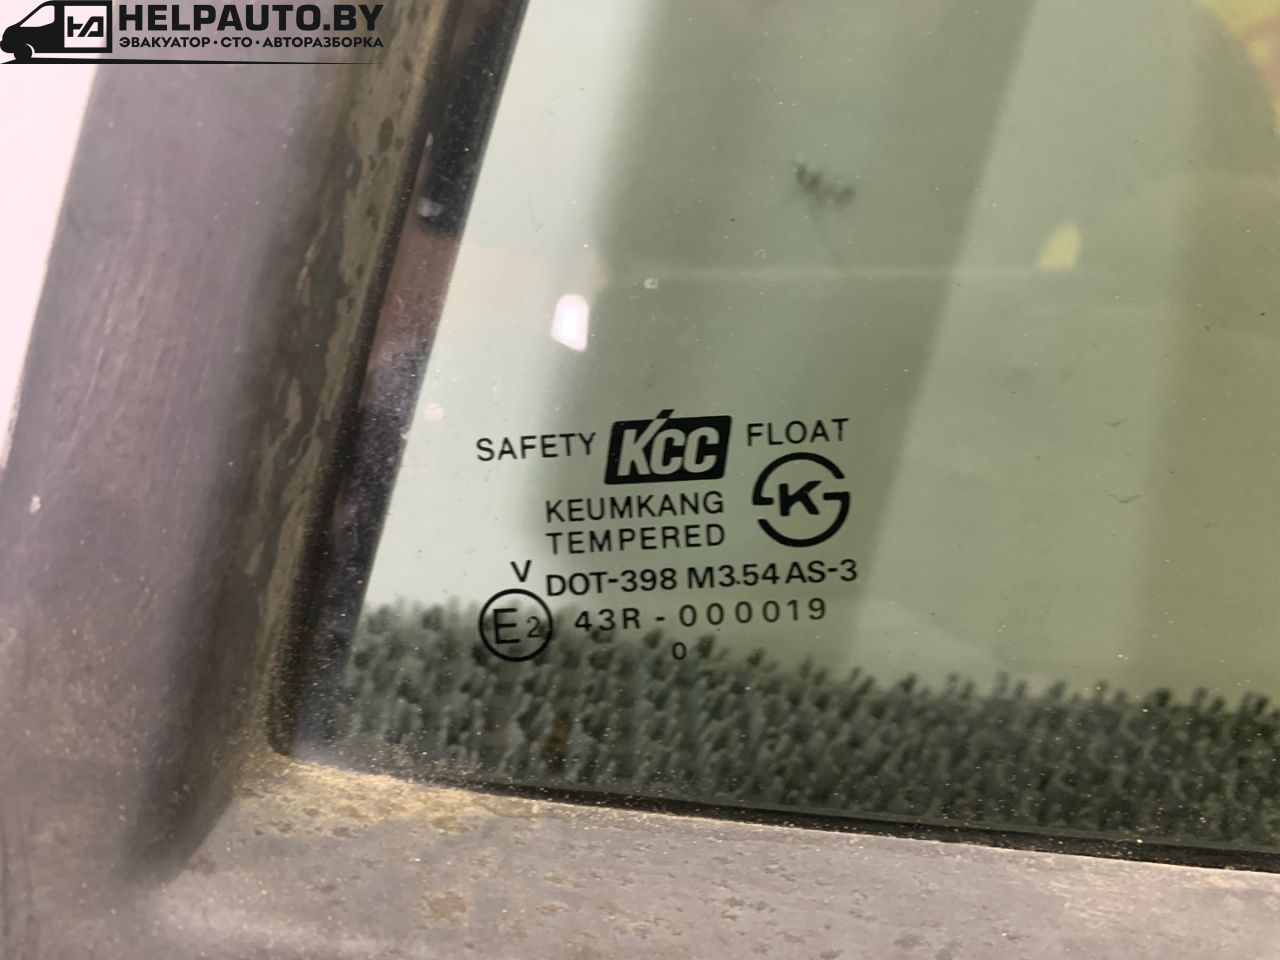 HELPAUTO.BY
ЭВАКУАТОР · СТО · АВТОРАЗБОРКА
SAFETY KCC FLOAT
KEUMKANG
TEMPERED
V DOT-398 M3.54 AS-3
E2 43R - 000019
0